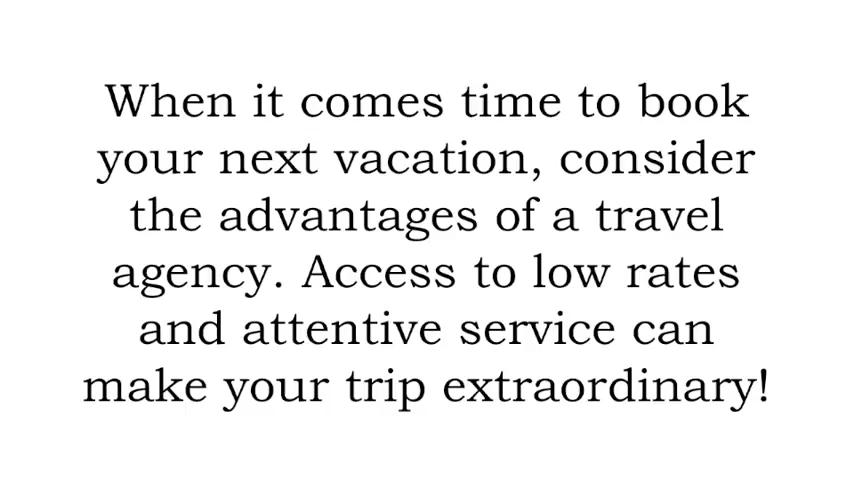 When it comes time to book
your next vacation, consider
the advantages of a travel
agency. Access to low rates
and attentive service can
make your trip extraordinary!